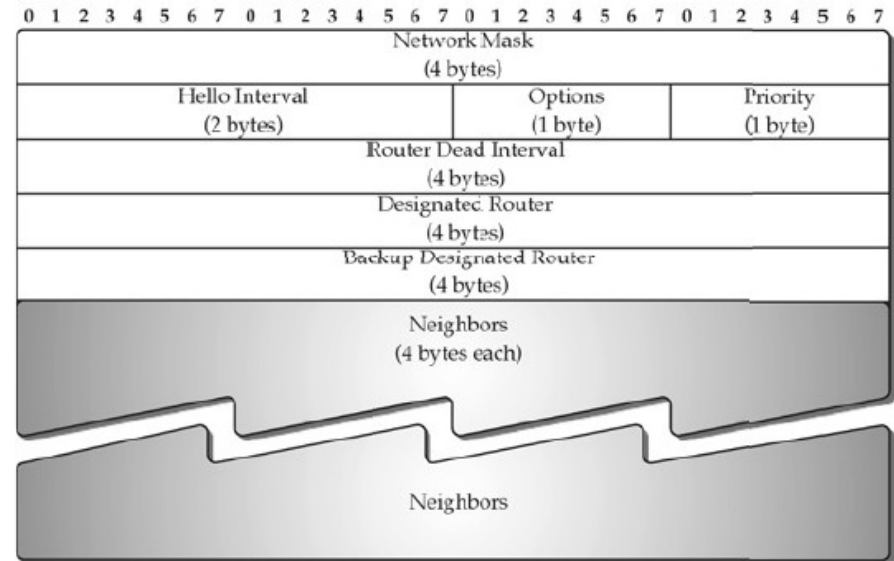 0 1 2 3 4 5 6 7 0 1 2 3 4 5 6 7 0 1 2 3 4 5 6 7 0 1 2 3 4 5 6 7
Network Mask
(4 bytes)
Hello Interval
(2 bytes)
Options
(1 byte)
Priority
(1 byte)
Router Dead Interval
(4 bytes)
Designated Router
(4 bytes)
Backup Designated Router
(4 bytes)
Neighbors
(4 bytes each)
Neighbors